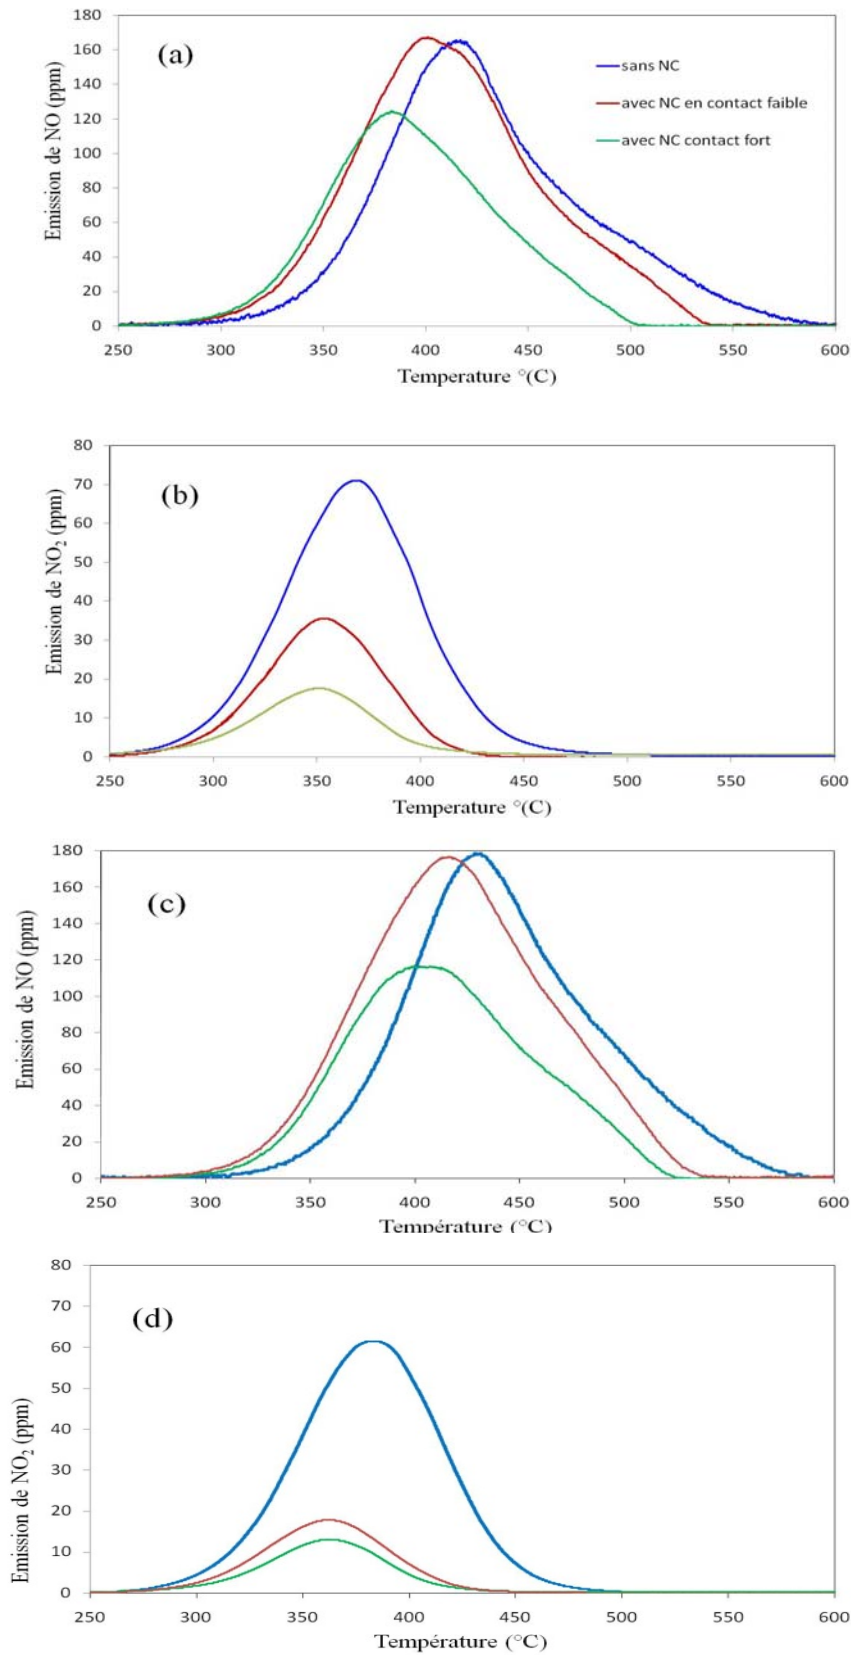 (a)
Emission de NO (ppm)
180
160
140
120
100
80
60
40
20
0
sans NC
avec NC en contact faible
avec NC contact fort
250 300 350 400 450 500 550 600
Temperature °(C)
(b)
Emission de NO₂ (ppm)
80
70
60
50
40
30
20
10
0
250 300 350 400 450 500 550 600
Temperature °(C)
(c)
Emission de NO (ppm)
180
160
140
120
100
80
60
40
20
0
250 300 350 400 450 500 550 600
Température (°C)
(d)
Emission de NO₂ (ppm)
80
70
60
50
40
30
20
10
0
250 300 350 400 450 500 550 600
Température (°C)